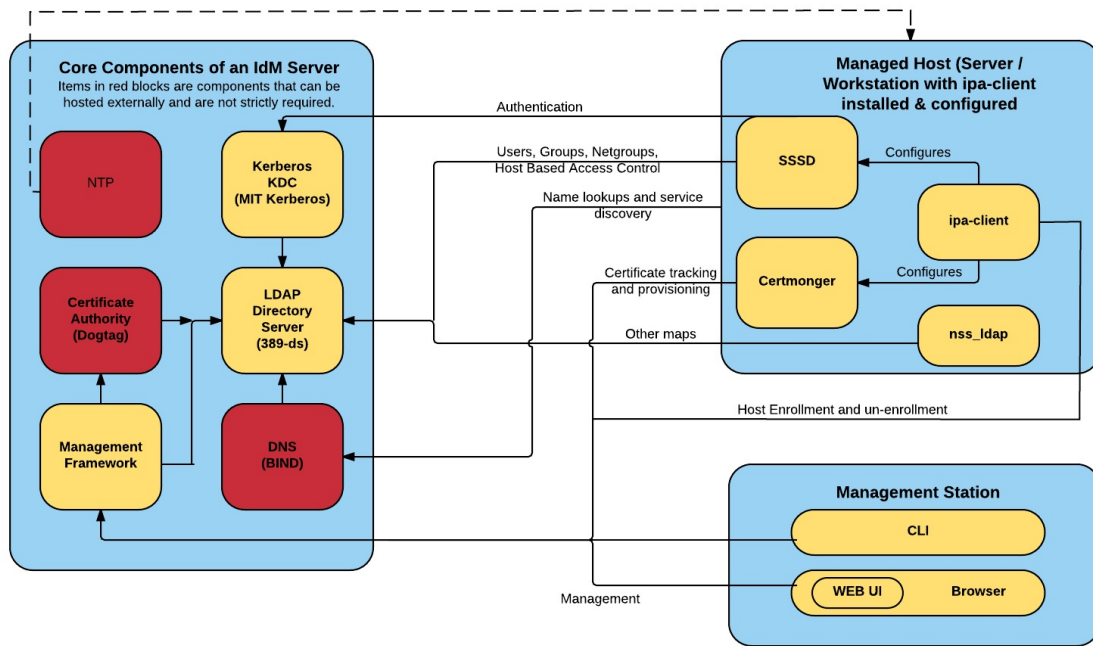 Core Components of an IdM Server
Items in red blocks are components that can be
hosted externally and are not strictly required.
NTP
Kerberos
KDC
(MIT Kerberos)
Certificate
Authority
(Dogtag)
LDAP
Directory
Server
(389-ds)
Management
Framework
DNS
(BIND)
Authentication
Users, Groups, Netgroups,
Host Based Access Control
Name lookups and service
discovery
Certificate tracking
and provisioning
Other maps
Host Enrollment and un-enrollment
Management
Managed Host (Server /
Workstation with ipa-client
installed & configured
SSSD
Configures
ipa-client
Certmonger
Configures
nss_ldap
Management Station
CLI
WEB UI
Browser